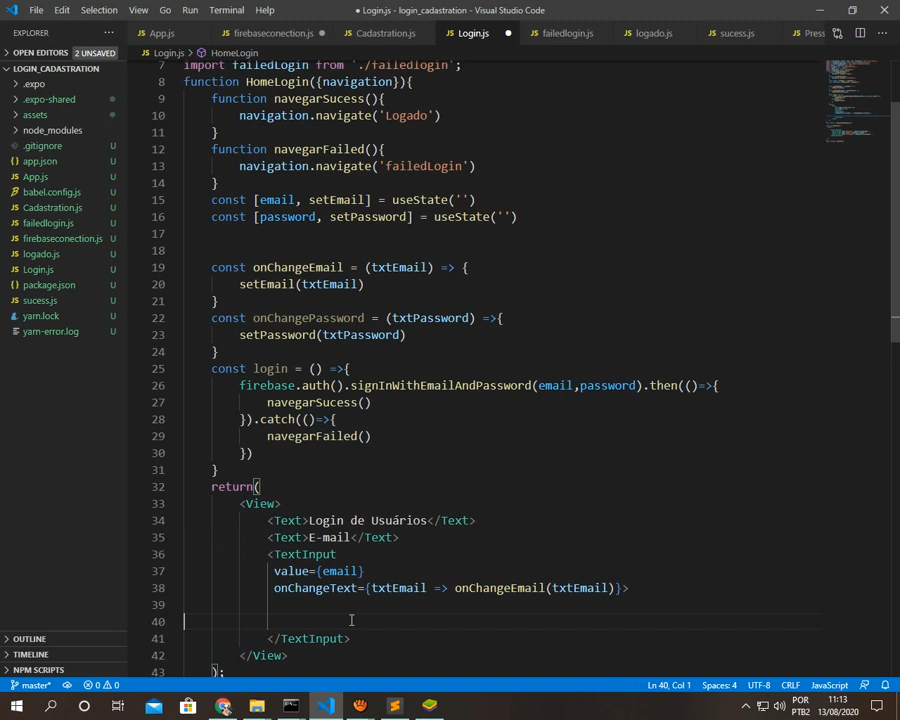 File Edit Selection View Go Run Terminal Help
● Login.js - login_cadastration - Visual Studio Code
EXPLORER
OPEN EDITORS 2 UNSAVED
LOGIN_CADASTRATION
.expo
.expo-shared
assets
node_modules
.gitignore U
app.json U
App.js U
babel.config.js U
Cadastration.js U
failedlogin.js U
firebaseconection.js U
logado.js U
Login.js U
package.json U
sucess.js U
yarn.lock U
yarn-error.log U
OUTLINE
TIMELINE
NPM SCRIPTS
App.js firebaseconection.js Cadastration.js Login.js failedlogin.js logado.js sucess.js Press
Login.js > HomeLogin
7 import failedLogin from './failedlogin';
8 function HomeLogin({navigation}){
9 function navegarSucess(){
10 navigation.navigate('Logado')
11 }
12 function navegarFailed(){
13 navigation.navigate('failedLogin')
14 }
15 const [email, setEmail] = useState('')
16 const [password, setPassword] = useState('')
17
18
19 const onChangeEmail = (txtEmail) => {
20 setEmail(txtEmail)
21 }
22 const onChangePassword = (txtPassword) =>{
23 setPassword(txtPassword)
24 }
25 const login = () =>{
26 firebase.auth().signInWithEmailAndPassword(email,password).then(()=>{
27 navegarSucess()
28 }).catch(()=>{
29 navegarFailed()
30 })
31 }
32 return(
33 <View>
34 <Text>Login de Usuários</Text>
35 <Text>E-mail</Text>
36 <TextInput
37 value={email}
38 onChangeText={txtEmail => onChangeEmail(txtEmail)}>
39
40
41 </TextInput>
42 </View>
43 );
master* 0 0 Ln 40, Col 1 Spaces: 4 UTF-8 CRLF JavaScript
POR
PTB2
11:13
13/08/2020